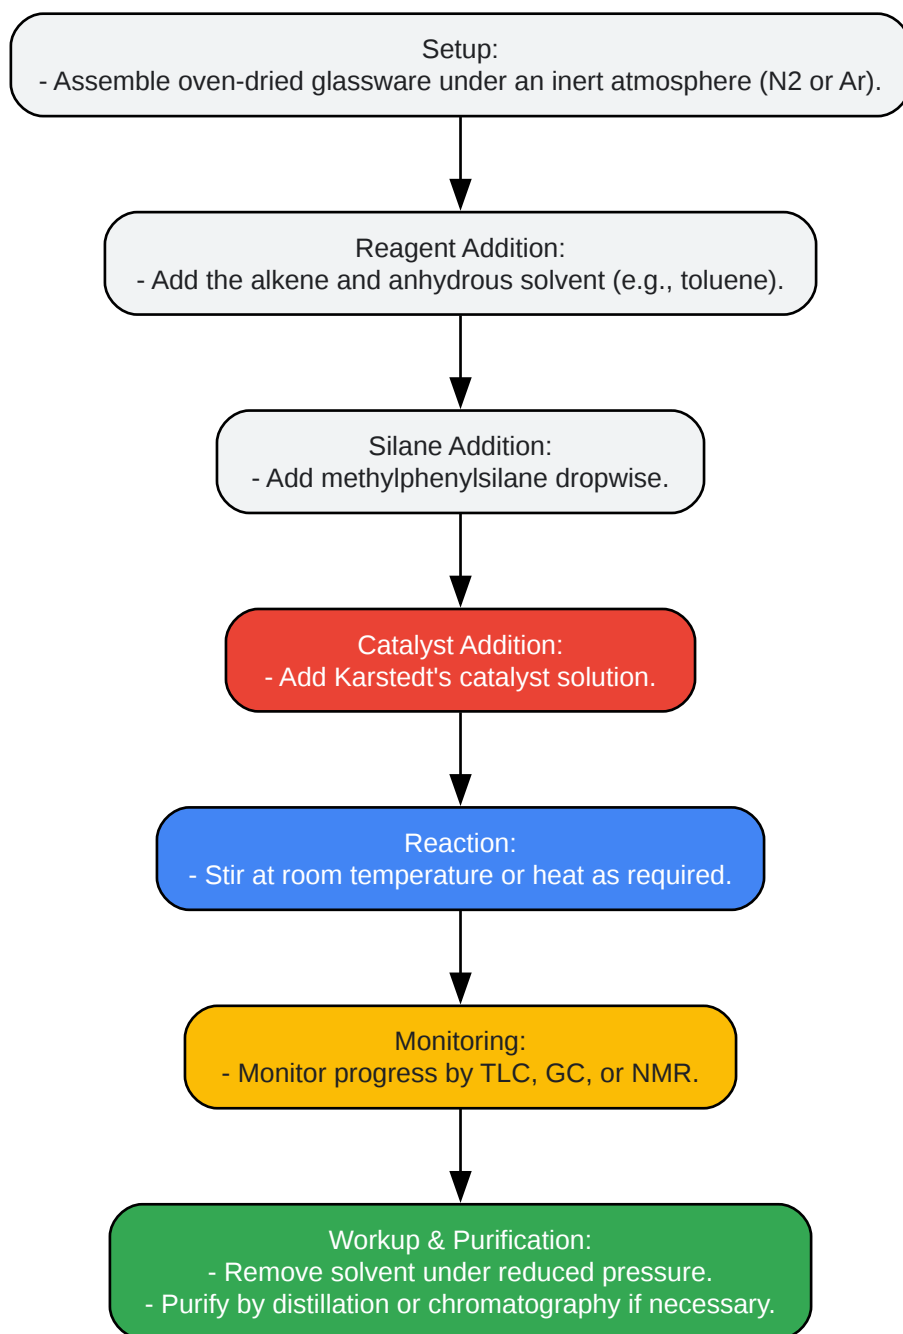 Setup:
- Assemble oven-dried glassware under an inert atmosphere (N2 or Ar).
Reagent Addition:
- Add the alkene and anhydrous solvent (e.g., toluene).
Silane Addition:
- Add methylphenylsilane dropwise.
Catalyst Addition:
- Add Karstedt's catalyst solution.
Reaction:
- Stir at room temperature or heat as required.
Monitoring:
- Monitor progress by TLC, GC, or NMR.
Workup & Purification:
- Remove solvent under reduced pressure.
- Purify by distillation or chromatography if necessary.